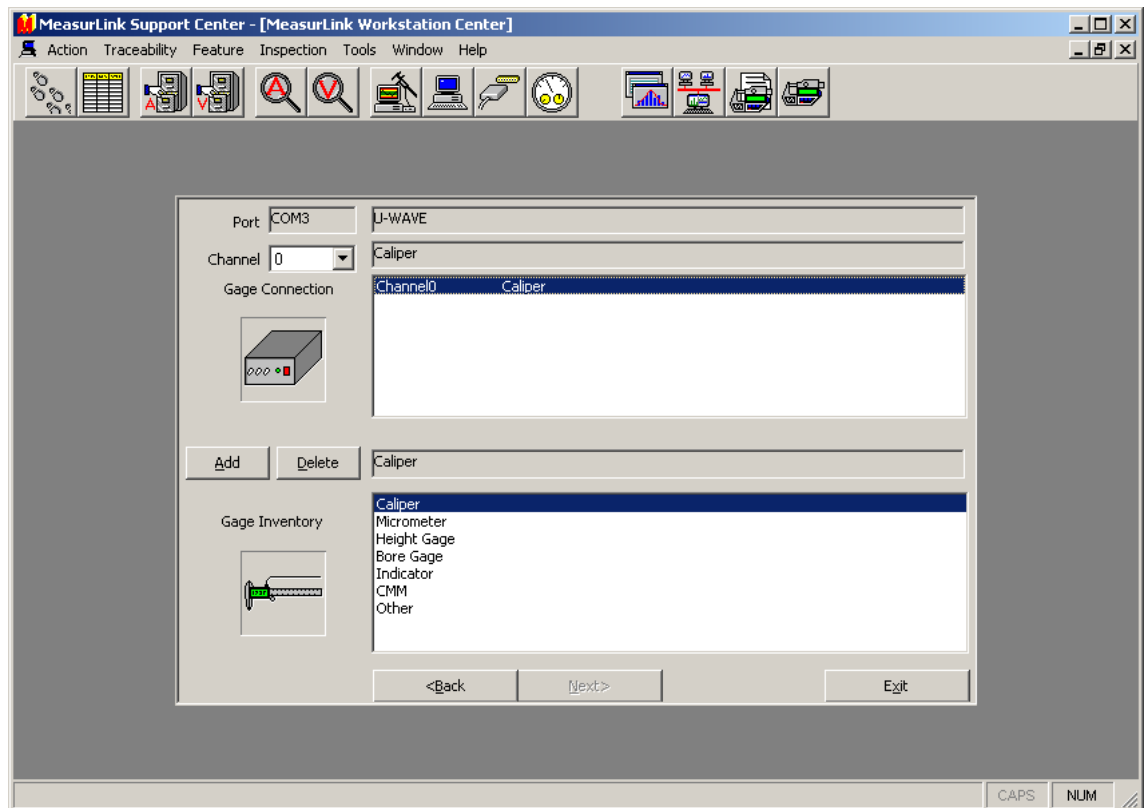 MeasurLink Support Center - [MeasurLink Workstation Center]
Action Traceability Feature Inspection Tools Window Help
A V A V
Port COM3 U-WAVE
Channel 0 Caliper
Gage Connection
Channel0 Caliper
Add Delete Caliper
Gage Inventory
Caliper
Micrometer
Height Gage
Bore Gage
Indicator
CMM
Other
<Back Next> Exit
CAPS NUM